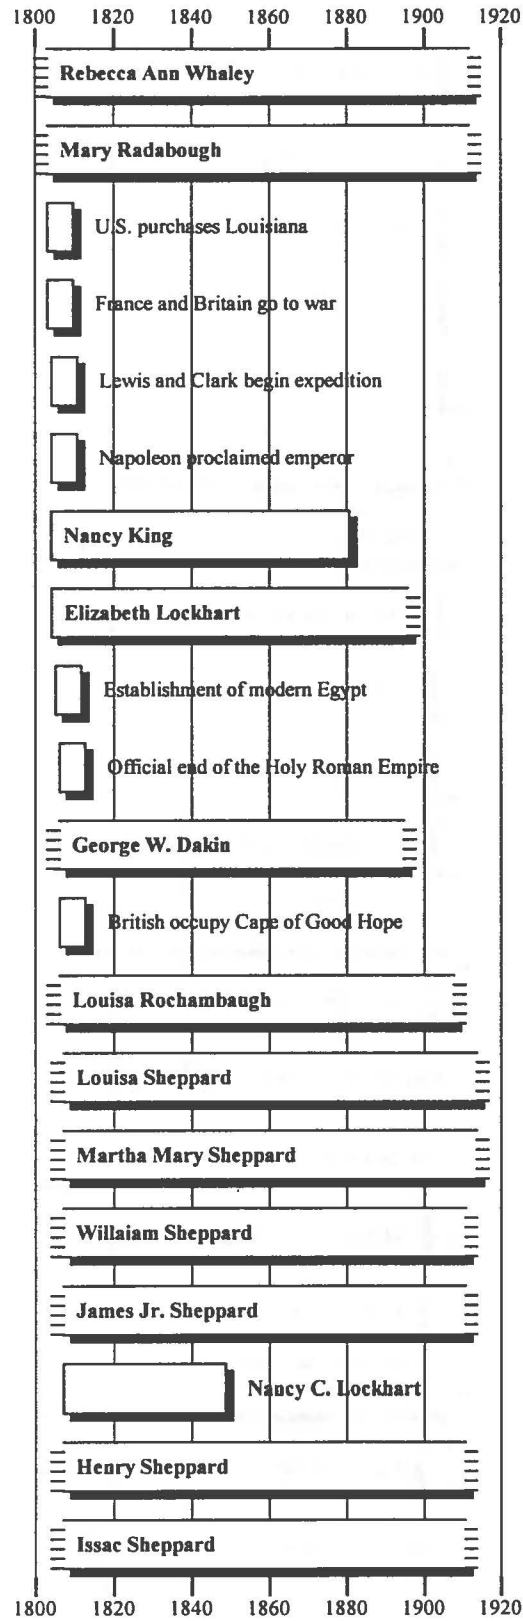 1800 1820 1840 1860 1880 1900 1920
Rebecca Ann Whaley
Mary Radabough
U.S. purchases Louisiana
France and Britain go to war
Lewis and Clark begin expedition
Napoleon proclaimed emperor
Nancy King
Elizabeth Lockhart
Establishment of modern Egypt
Official end of the Holy Roman Empire
George W. Dakin
British occupy Cape of Good Hope
Louisa Rochambaugh
Louisa Sheppard
Martha Mary Sheppard
Willaiam Sheppard
James Jr. Sheppard
Nancy C. Lockhart
Henry Sheppard
Issac Sheppard
1800 1820 1840 1860 1880 1900 1920